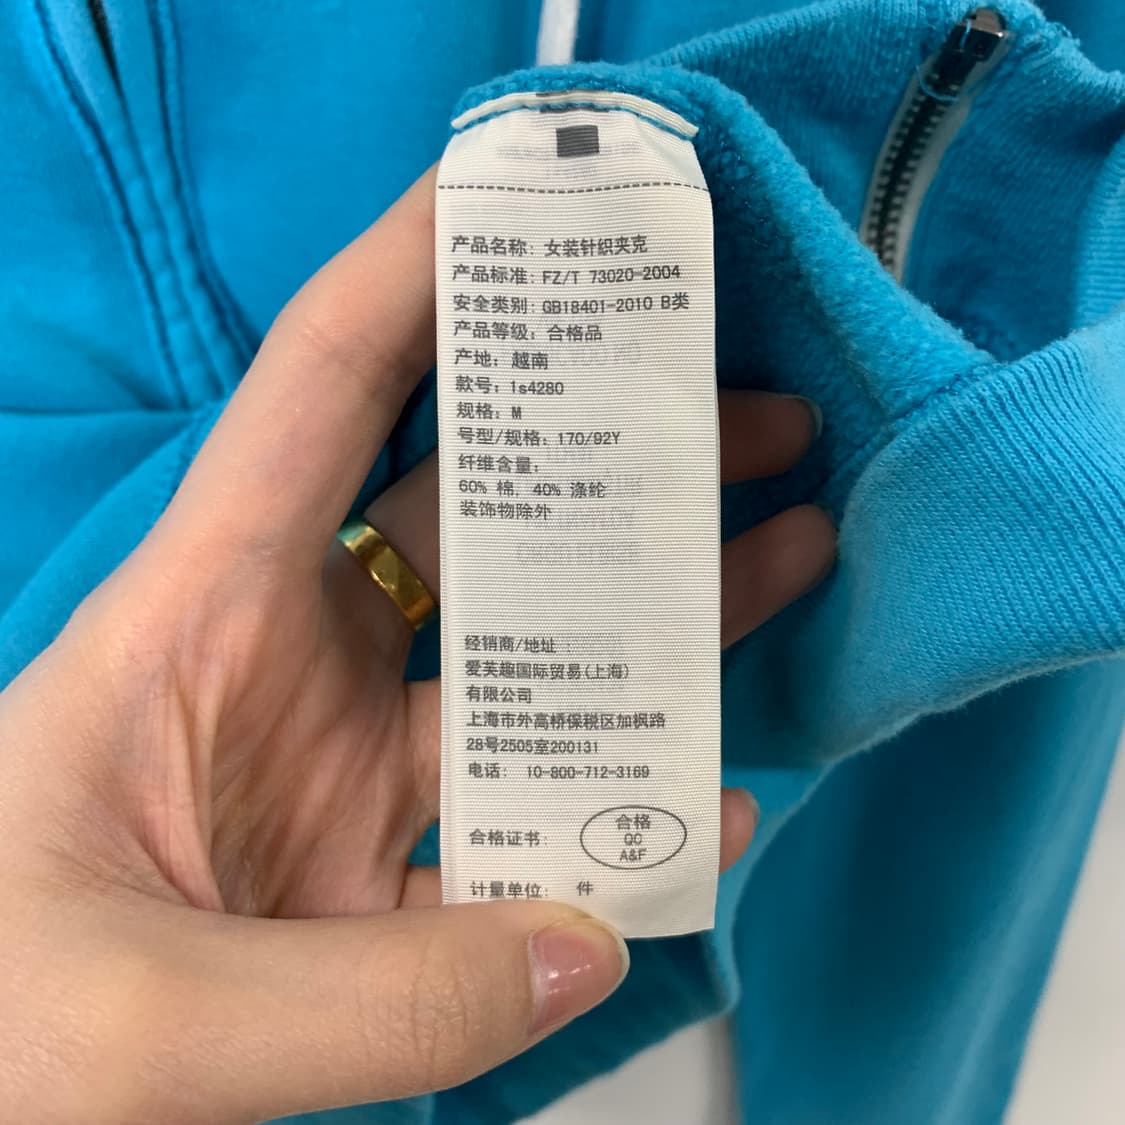 产品名称：女装针织夹克
产品标准：FZ/T 73020-2004
安全类别：GB18401-2010 B类
产品等级：合格品
产地：越南
款号：1s4280
规格：M
号型/规格：170/92Y
纤维含量：
60% 棉，40% 涤纶
装饰物除外
经销商/地址：
爱芙趣国际贸易(上海)
有限公司
上海市外高桥保税区加枫路
28号2505室200131
电话： 10-800-712-3169
合格证书：
合格
QC
A&F
计量单位： 件